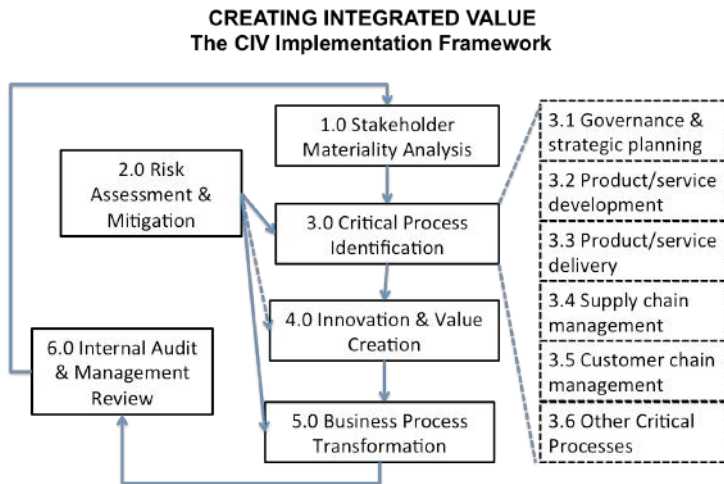 CREATING INTEGRATED VALUE
The CIV Implementation Framework
1.0 Stakeholder
Materiality Analysis
2.0 Risk
Assessment &
Mitigation
3.0 Critical Process
Identification
4.0 Innovation & Value
Creation
5.0 Business Process
Transformation
6.0 Internal Audit
& Management
Review
3.1 Governance &
strategic planning
3.2 Product/service
development
3.3 Product/service
delivery
3.4 Supply chain
management
3.5 Customer chain
management
3.6 Other Critical
Processes